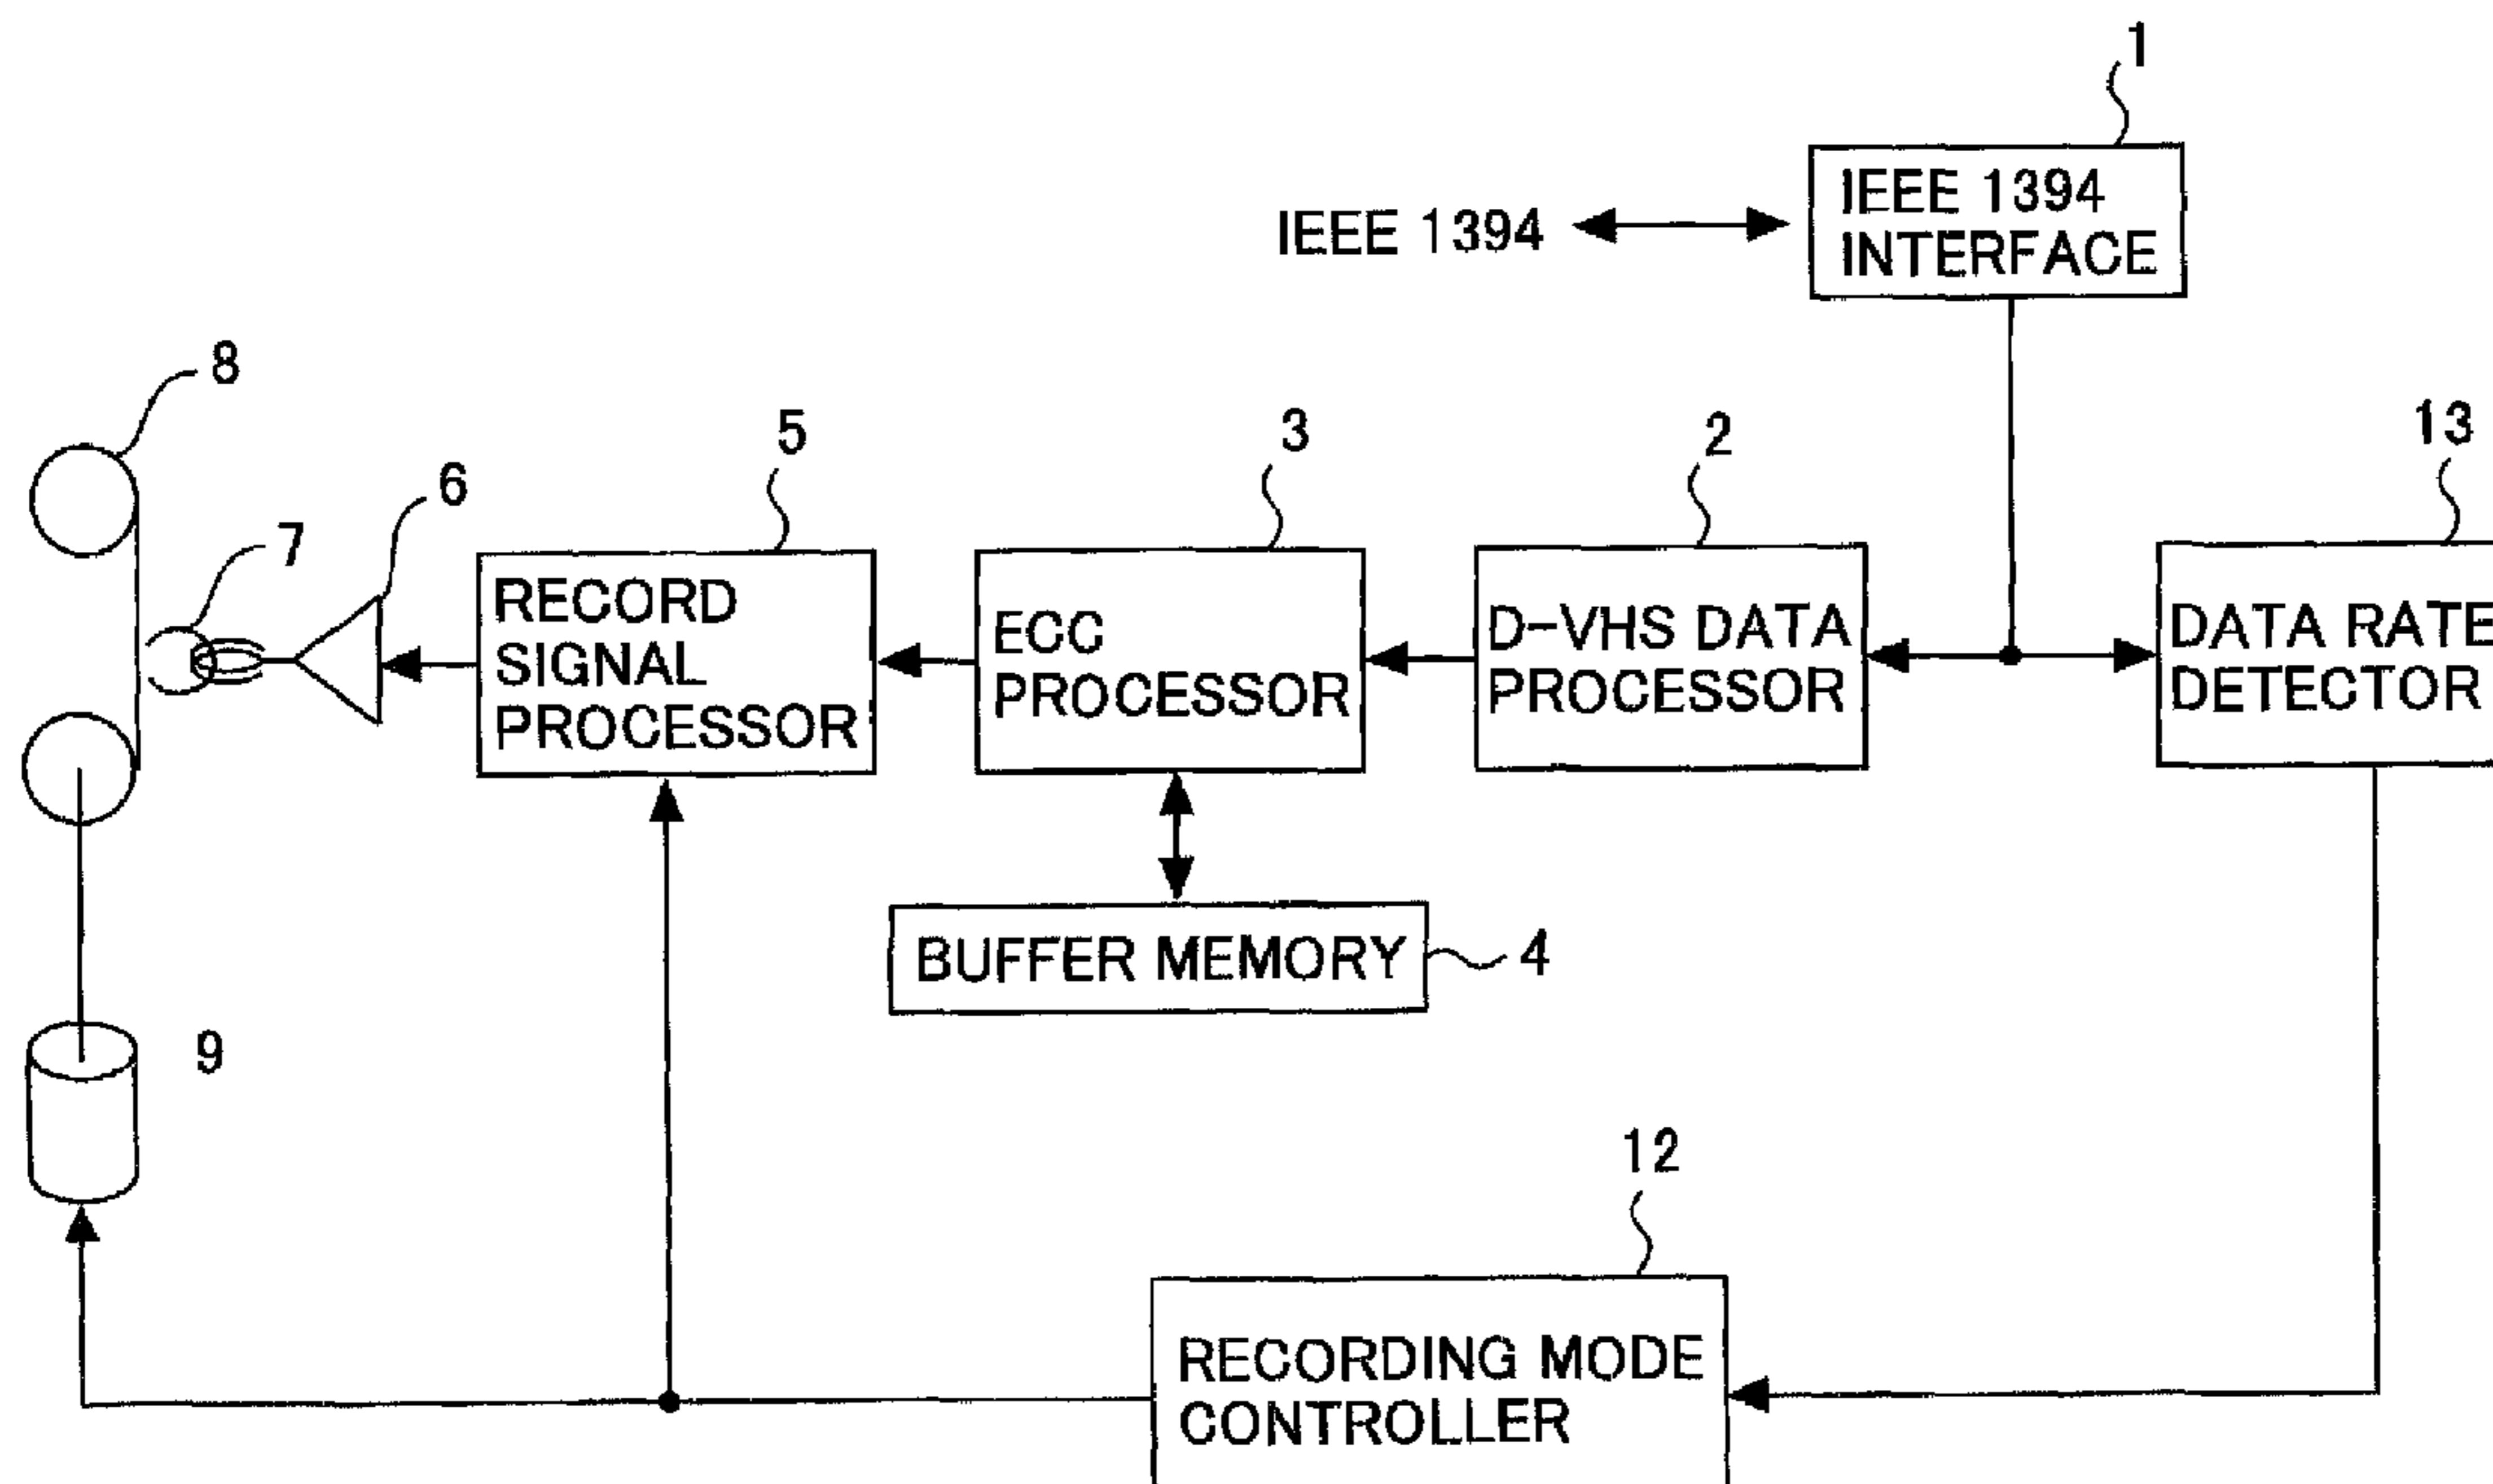 1
IEEE 1394
IEEE 1394
INTERFACE
8
5
3
2
13
6
7
RECORD
SIGNAL
PROCESSOR
ECC
PROCESSOR
D-VHS DATA
PROCESSOR
DATA RATE
DETECTOR
BUFFER MEMORY
4
9
12
RECORDING MODE
CONTROLLER